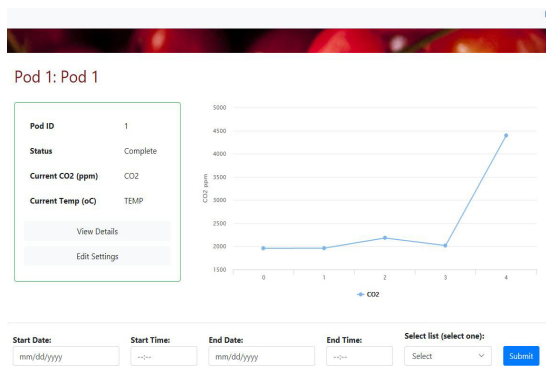 Pod 1: Pod 1
Pod ID 1
Status Complete
Current CO2 (ppm) CO2
Current Temp (oC) TEMP
View Details
Edit Settings
5000
4500
4000
3500
3000
2500
2000
1500
CO2 ppm
0 1 2 3 4
CO2
Start Date: Start Time: End Date: End Time: Select list (select one):
mm/dd/yyyy --:-- mm/dd/yyyy --:-- Select Submit